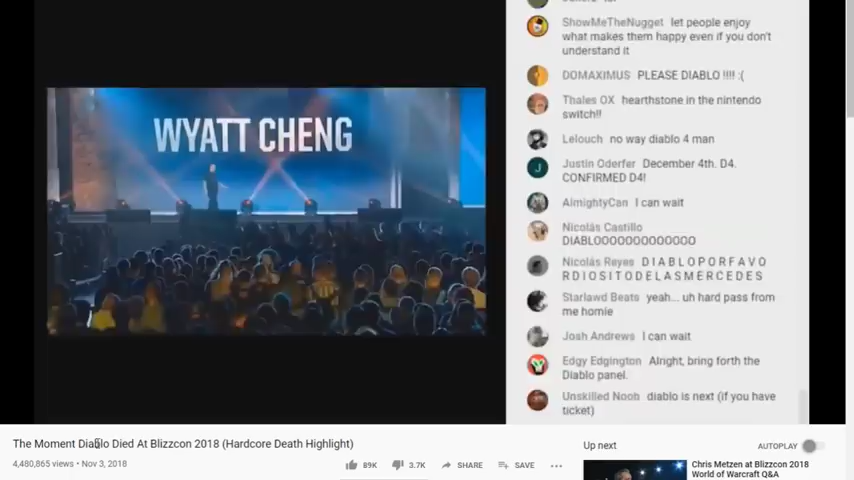 WYATT CHENG
ShowMeTheNugget let people enjoy
what makes them happy even if you don't
understand it
DOMAXIMUS PLEASE DIABLO !!!! :(
Thales OX hearthstone in the nintendo
switch!!
Lelouch no way diablo 4 man
Justin Oderfer December 4th. D4.
CONFIRMED D4!
AlmightyCan I can wait
Nicolás Castillo
DIABLOOOOOOOOOOOOO
Nicolás Reyes D I A B L O P O R F A V O
R D I O S I T O D E L A S M E R C E D E S
Starlawd Beats yeah... uh hard pass from
me homie
Josh Andrews I can wait
Edgy Edgington Alright, bring forth the
Diablo panel.
Unskilled Noob diablo is next (if you have
ticket)
The Moment Diablo Died At Blizzcon 2018 (Hardcore Death Highlight)
4,480,865 views • Nov 3, 2018
89K
3.7K
SHARE
SAVE
Up next
AUTOPLAY
Chris Metzen at Blizzcon 2018
World of Warcraft Q&A